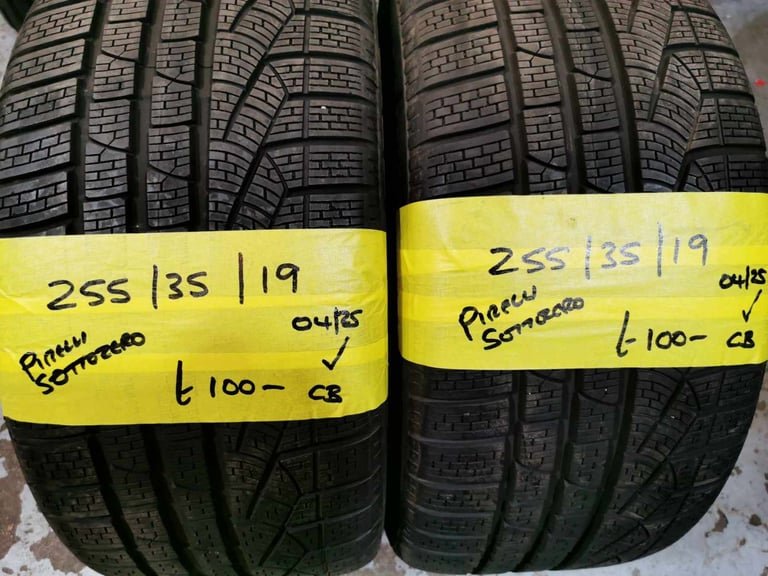 255/35/19
04/25
PIRELLI
SOTTOZERO
£100- CB
255/35/19
04/25
PIRELLI
SOTTOZERO
£100- CB